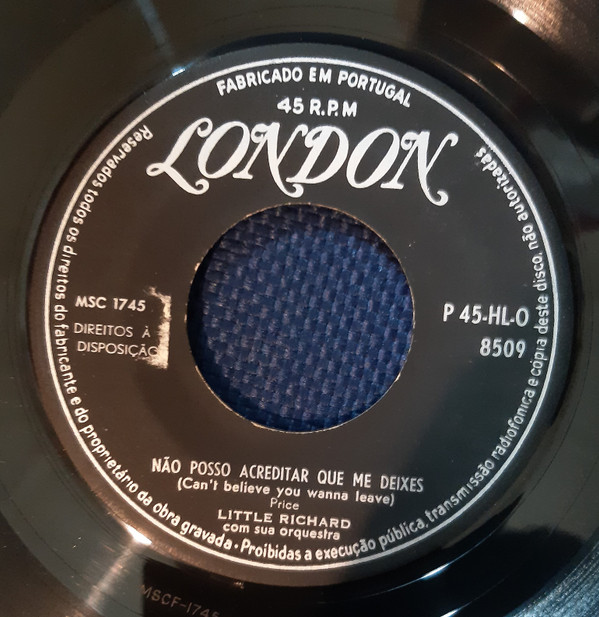 FABRICADO EM PORTUGAL
45 R.P.M
LONDON
MSC 1745
DIREITOS À
DISPOSIÇÃO
P 45-HL-O
8509
NÃO POSSO ACREDITAR QUE ME DEIXES
(Can't believe you wanna leave)
Price
LITTLE RICHARD
com sua orquestra
Reservados todos os direitos do fabricante e do proprietário da obra gravada • Proibidas a execução pública, transmissão radiofónica e cópia deste disco, não autorizadas
MSCF-1745